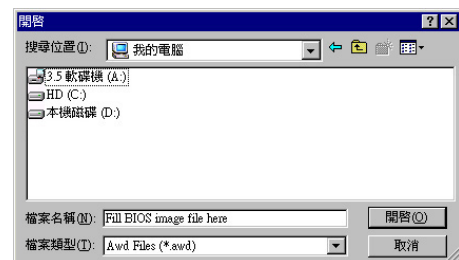 開啓
搜尋位置(I): 我的電腦
3.5 軟碟機 (A:)
HD (C:)
本機磁碟 (D:)
檔案名稱(N): Fill BIOS image file here 開啓(O)
檔案類型(T): Awd Files (*.awd) 取消